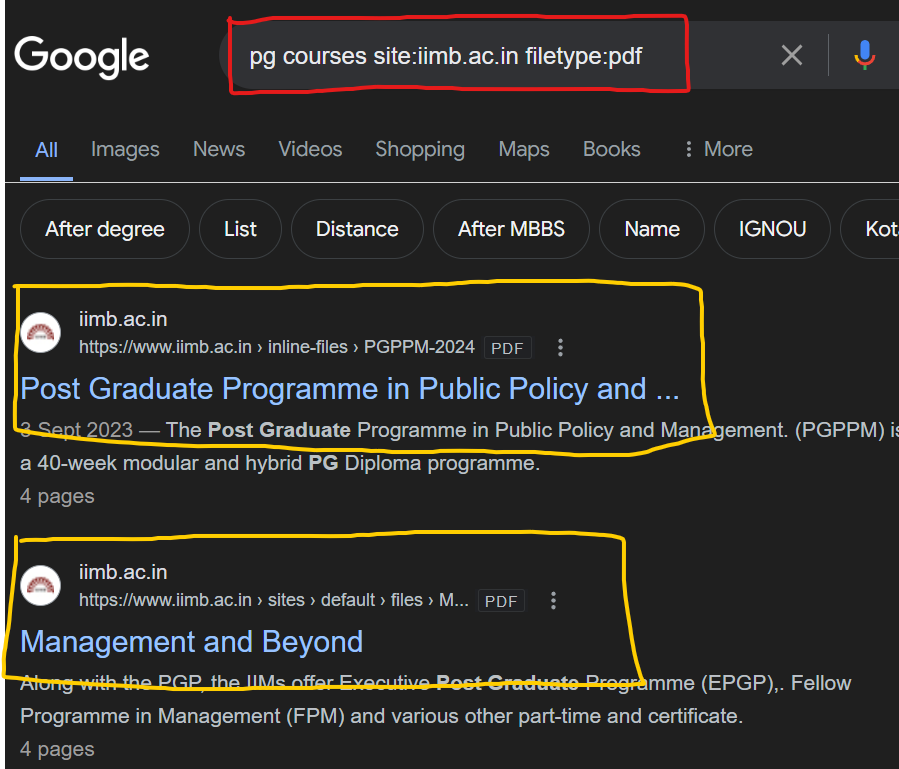 Google
pg courses site:iimb.ac.in filetype:pdf
All Images News Videos Shopping Maps Books More
After degree List Distance After MBBS Name IGNOU
iimb.ac.in
https://www.iimb.ac.in › inline-files › PGPPM-2024 PDF
Post Graduate Programme in Public Policy and ...
3 Sept 2023 — The Post Graduate Programme in Public Policy and Management. (PGPPM) is
a 40-week modular and hybrid PG Diploma programme.
4 pages
iimb.ac.in
https://www.iimb.ac.in › sites › default › files › M... PDF
Management and Beyond
Along with the PGP, the IIMs offer Executive Post Graduate Programme (EPGP),. Fellow
Programme in Management (FPM) and various other part-time and certificate.
4 pages